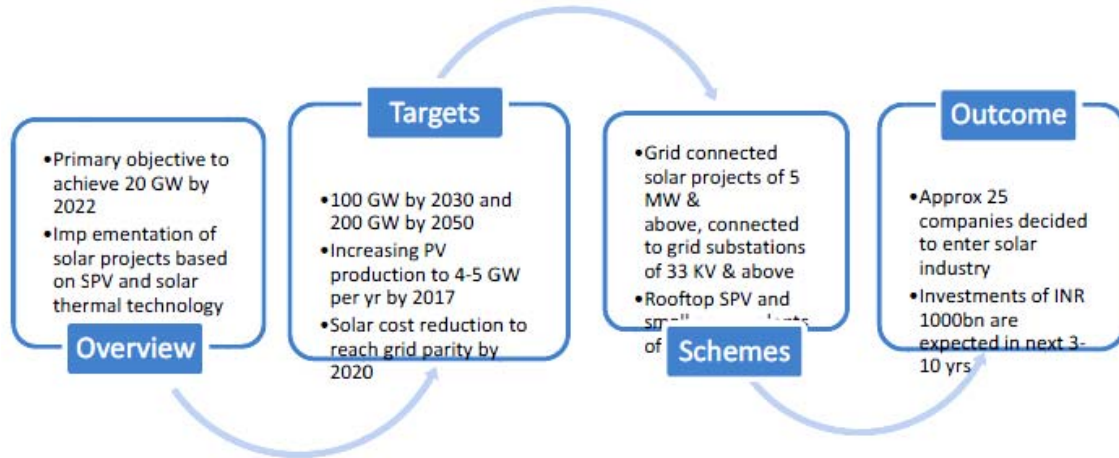 •Primary objective to
achieve 20 GW by
2022
•Imp ementation of
solar projects based
on SPV and solar
thermal technology
Overview
Targets
•100 GW by 2030 and
200 GW by 2050
•Increasing PV
production to 4-5 GW
per yr by 2017
•Solar cost reduction to
reach grid parity by
2020
•Grid connected
solar projects of 5
MW &
above, connected
to grid substations
of 33 KV & above
•Rooftop SPV and
of
Schemes
Outcome
•Approx 25
companies decided
to enter solar
industry
•Investments of INR
1000bn are
expected in next 3-
10 yrs